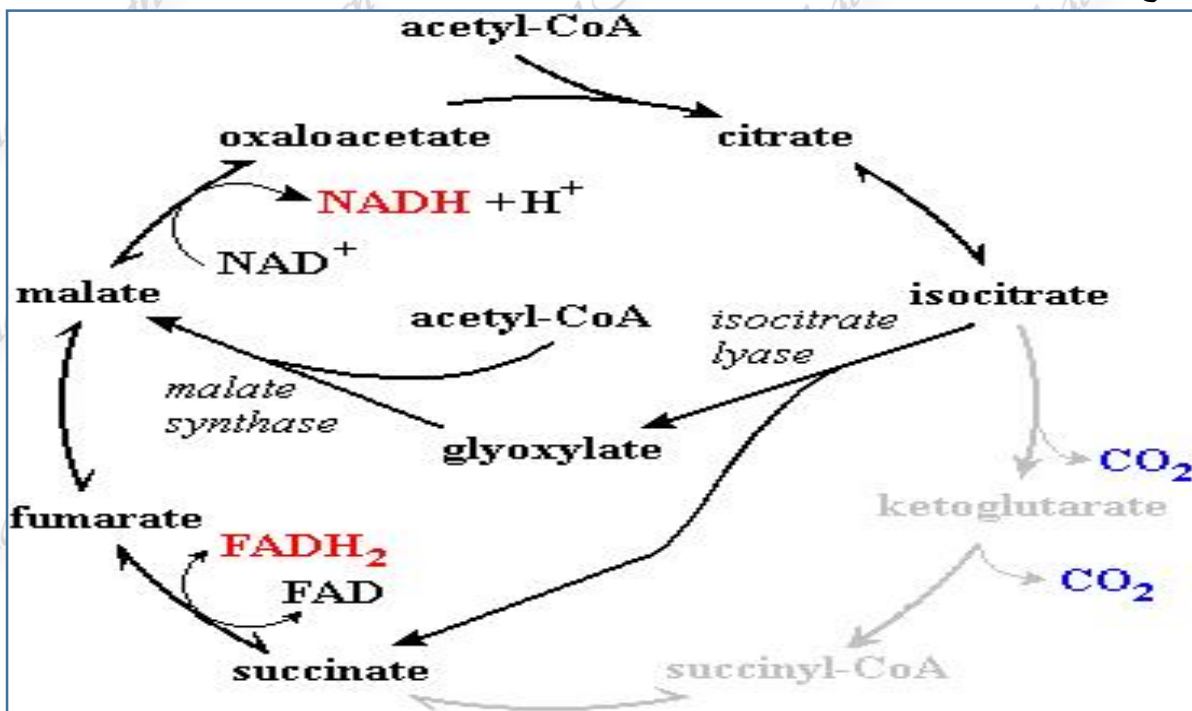 acetyl-CoA
oxaloacetate
citrate
NADH + H⁺
NAD⁺
malate
isocitrate
acetyl-CoA
isocitrate
lyase
malate
synthase
glyoxylate
CO₂
ketoglutarate
fumarate
FADH₂
FAD
CO₂
succinate
succinyl-CoA